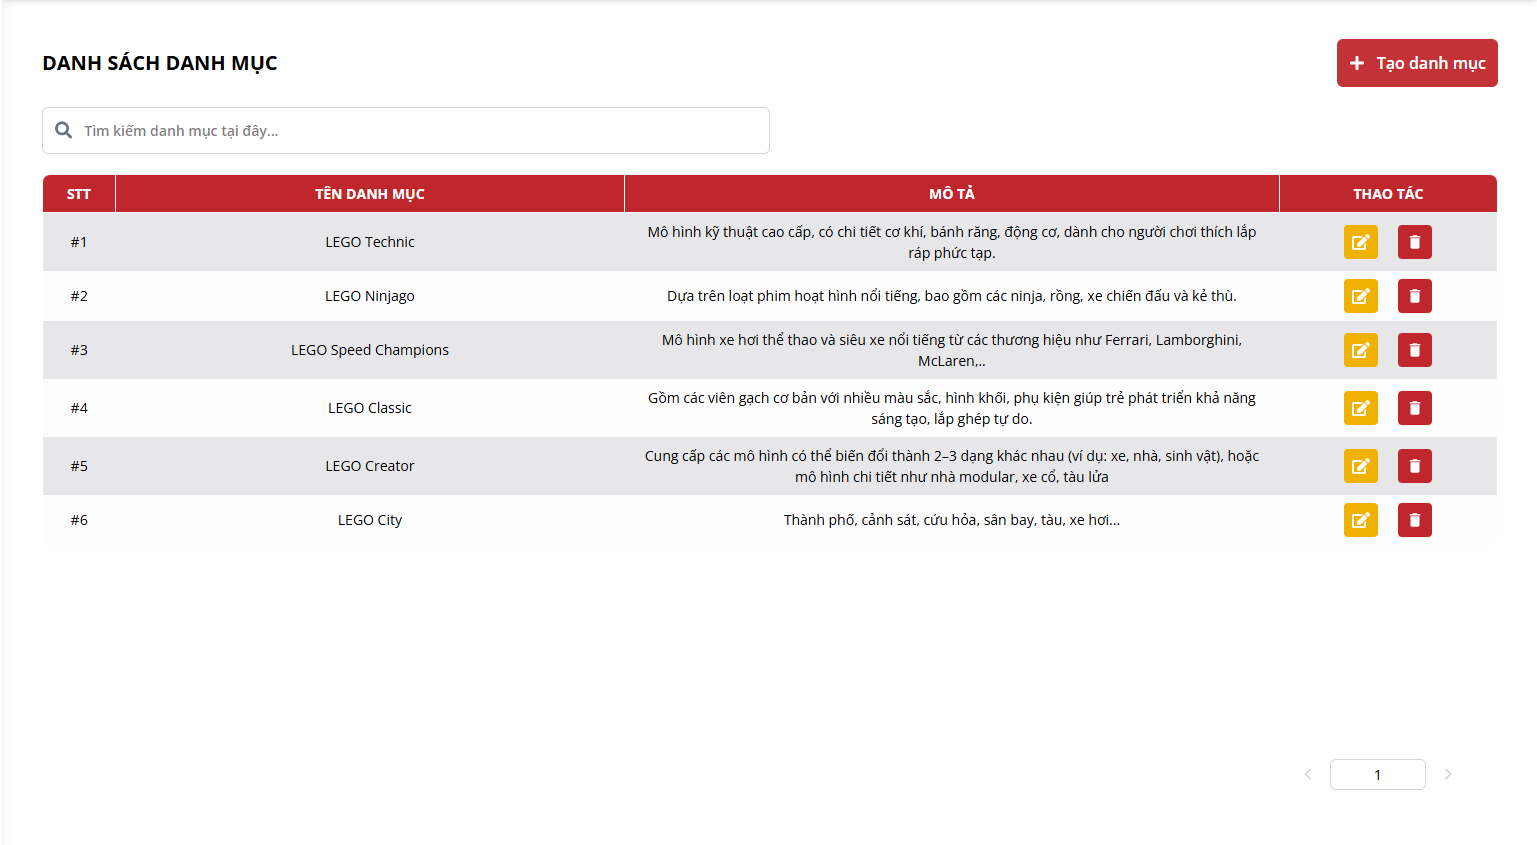 DANH SÁCH DANH MỤC
Tạo danh mục
Tìm kiếm danh mục tại đây...
STT TÊN DANH MỤC MÔ TẢ THAO TÁC
#1 LEGO Technic Mô hình kỹ thuật cao cấp, có chi tiết cơ khí, bánh răng, động cơ, dành cho người chơi thích lắp
ráp phức tạp.
#2 LEGO Ninjago Dựa trên loạt phim hoạt hình nổi tiếng, bao gồm các ninja, rồng, xe chiến đấu và kẻ thù.
#3 LEGO Speed Champions Mô hình xe hơi thể thao và siêu xe nổi tiếng từ các thương hiệu như Ferrari, Lamborghini,
McLaren,..
#4 LEGO Classic Gồm các viên gạch cơ bản với nhiều màu sắc, hình khối, phụ kiện giúp trẻ phát triển khả năng
sáng tạo, lắp ghép tự do.
#5 LEGO Creator Cung cấp các mô hình có thể biến đổi thành 2–3 dạng khác nhau (ví dụ: xe, nhà, sinh vật), hoặc
mô hình chi tiết như nhà modular, xe cổ, tàu lửa
#6 LEGO City Thành phố, cảnh sát, cứu hỏa, sân bay, tàu, xe hơi...
1